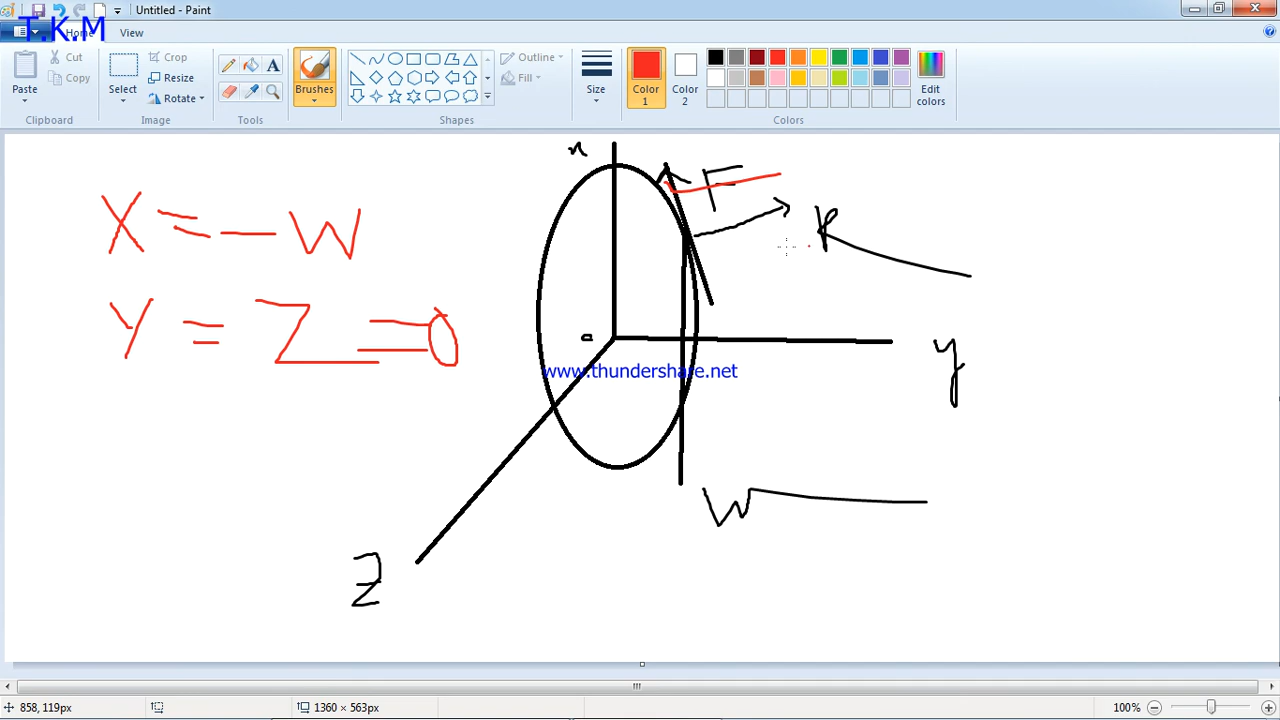 Untitled - Paint
T.K.M
Home
View
Paste
Cut
Copy
Clipboard
Select
Crop
Resize
Rotate
Image
Tools
Brushes
Shapes
Outline
Fill
Size
Color 1
Color 2
Edit colors
Colors
X = - W
Y = Z = 0
x
F
R
o
y
www.thundershare.net
W
Z
858, 119px
1360 × 563px
100%